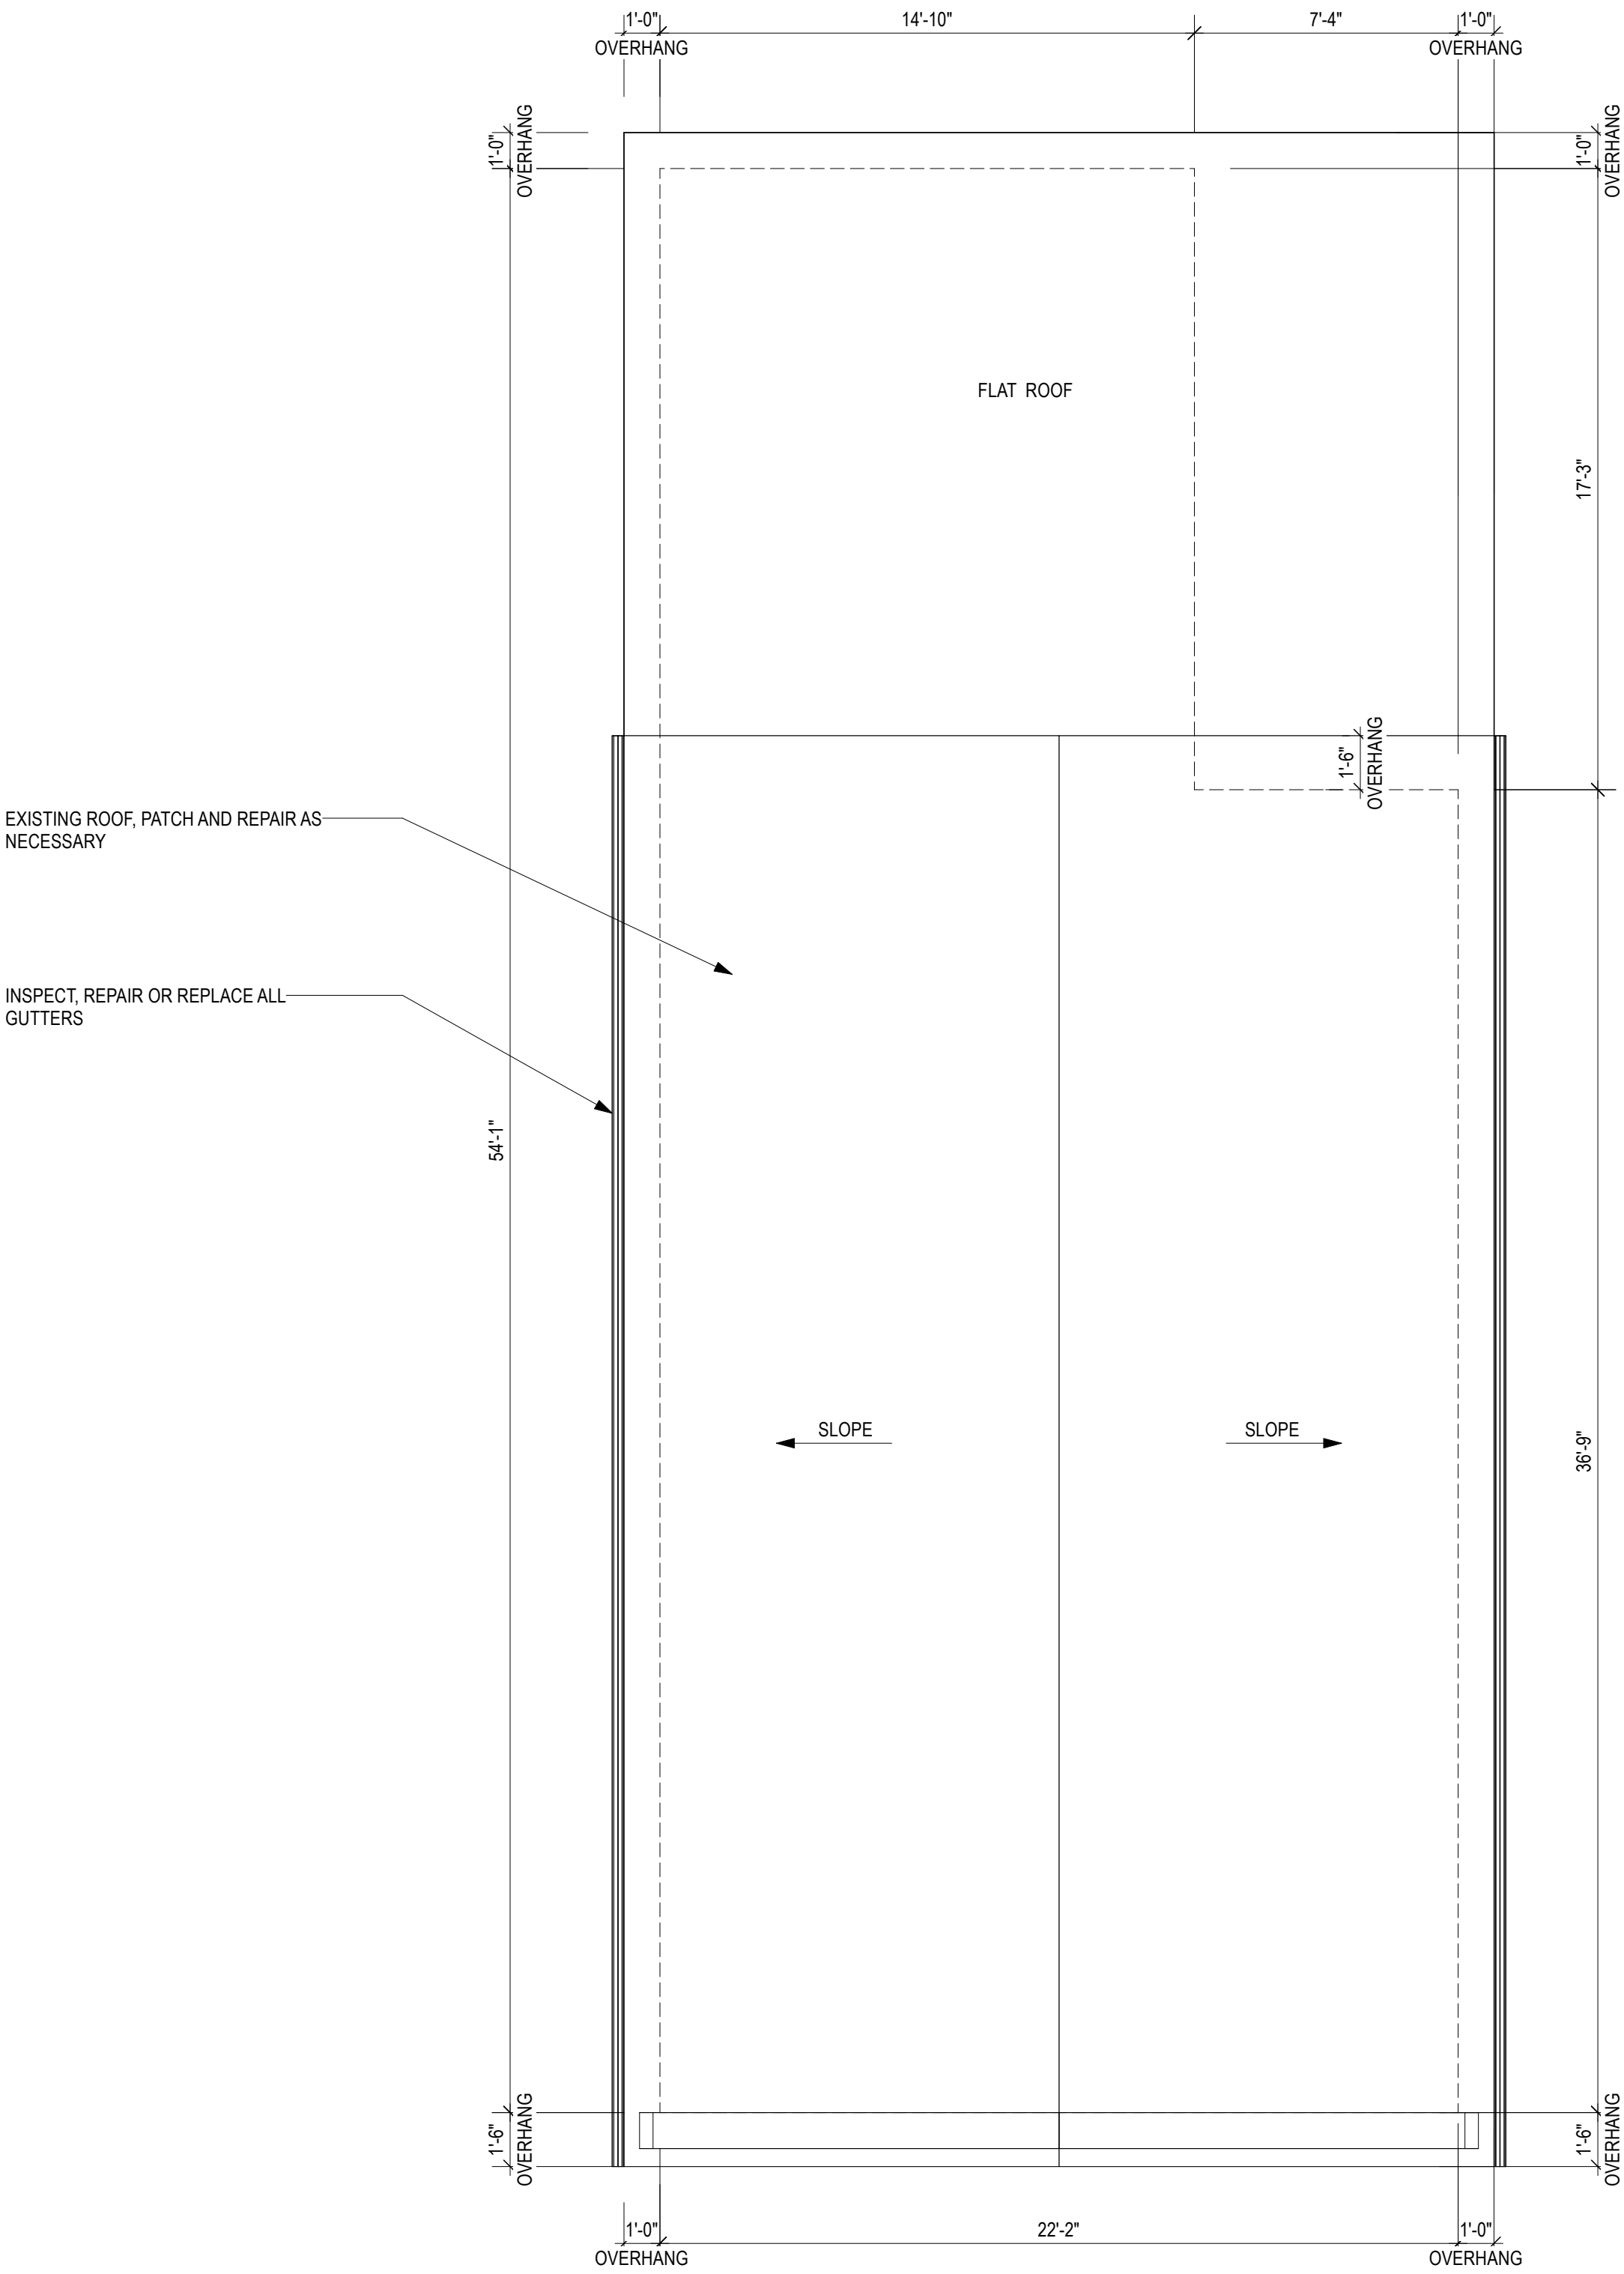 1'-0"
14'-10"
7'-4"
1'-0"
OVERHANG
OVERHANG
1'-0"
OVERHANG
1'-0"
OVERHANG
FLAT ROOF
17'-3"
1'-6"
OVERHANG
EXISTING ROOF, PATCH AND REPAIR AS
NECESSARY
INSPECT, REPAIR OR REPLACE ALL
GUTTERS
54'-1"
SLOPE
SLOPE
36'-9"
1'-6"
OVERHANG
1'-6"
OVERHANG
1'-0"
22'-2"
1'-0"
OVERHANG
OVERHANG